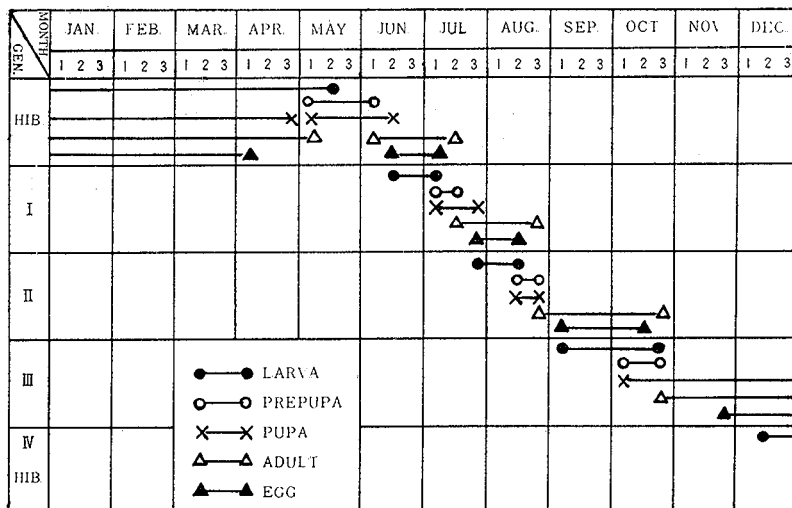 MONTH JAN. FEB. MAR. APR. MAY JUN. JUL AUG. SEP. OCT NOV DEC.
GEN. 1 2 3 1 2 3 1 2 3 1 2 3 1 2 3 1 2 3 1 2 3 1 2 3 1 2 3 1 2 3 1 2 3 1 2 3
HIB
I
II
III
LARVA
PREPUPA
IV
PUPA
HIB.
ADULT
EGG